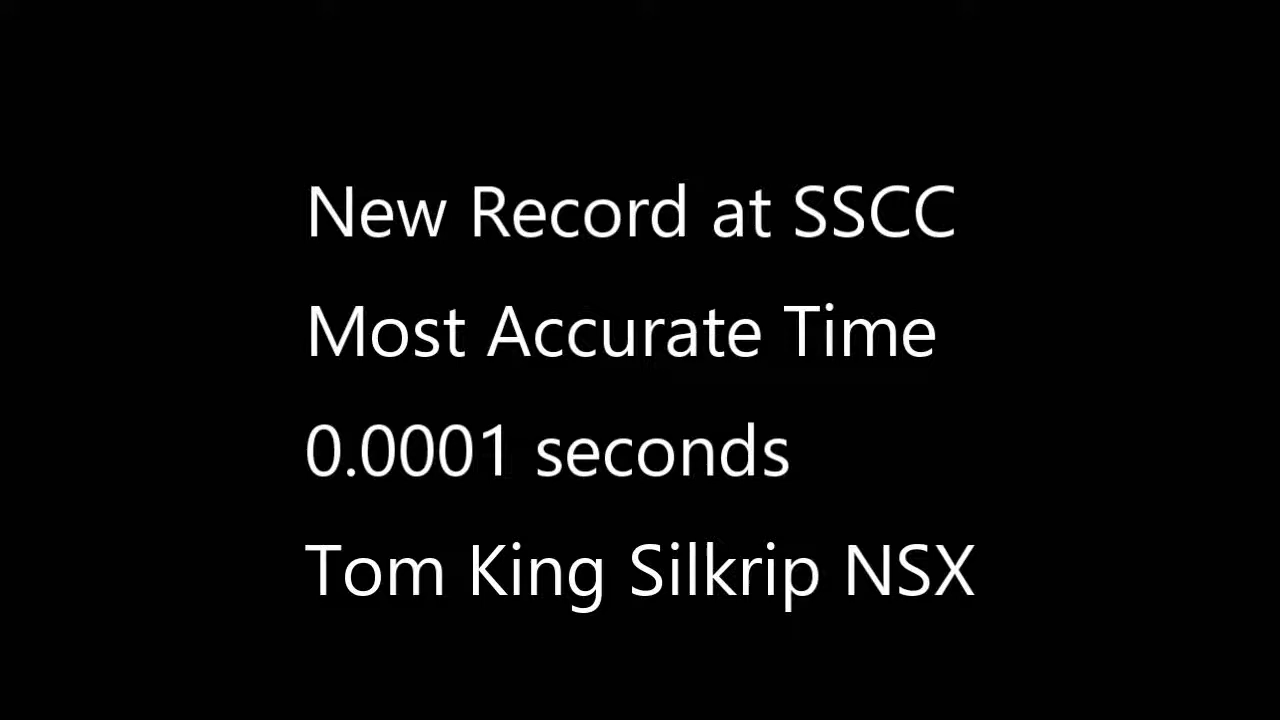 New Record at SSCC
Most Accurate Time
0.0001 seconds
Tom King Silkrip NSX